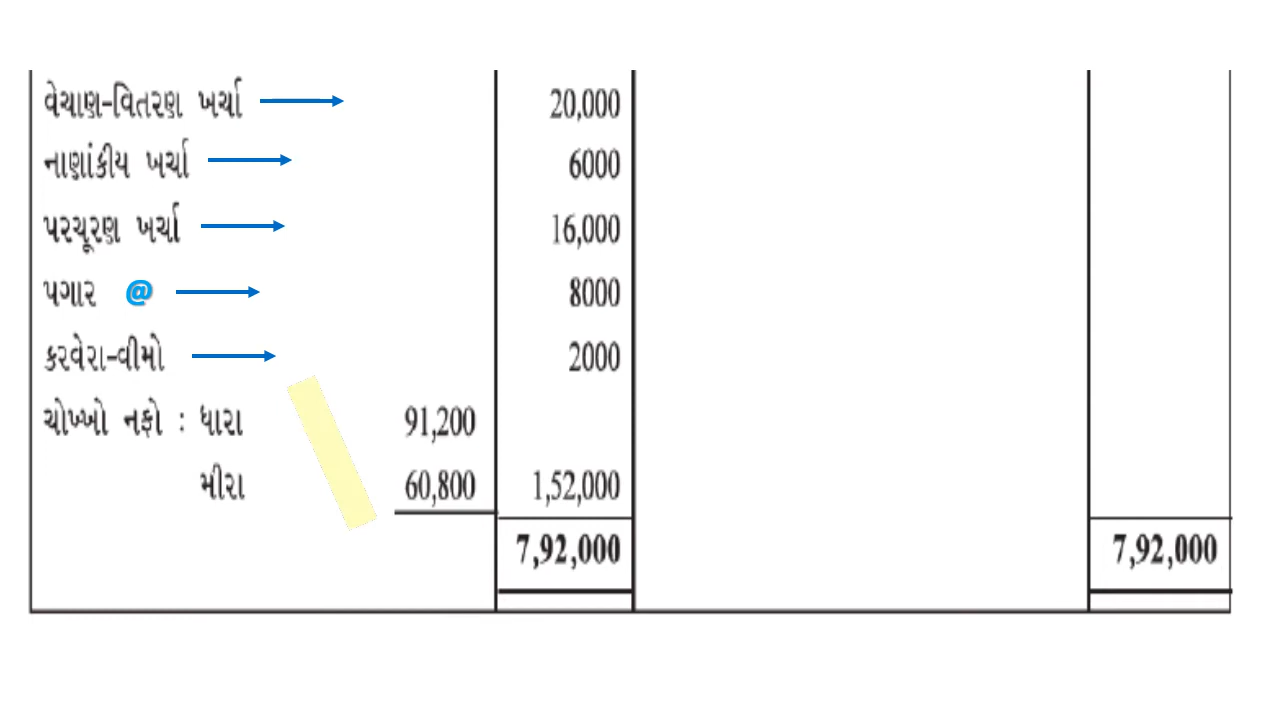 વેચાણ-વિતરણ ખર્ચા 20,000
નાણાંકીય ખર્ચા 6000
પરચૂરણ ખર્ચા 16,000
પગાર @ 8000
કરવેરા-વીમો 2000
ચોખ્ખો નફો : ધારા 91,200
મીરા 60,800 1,52,000
7,92,000 7,92,000